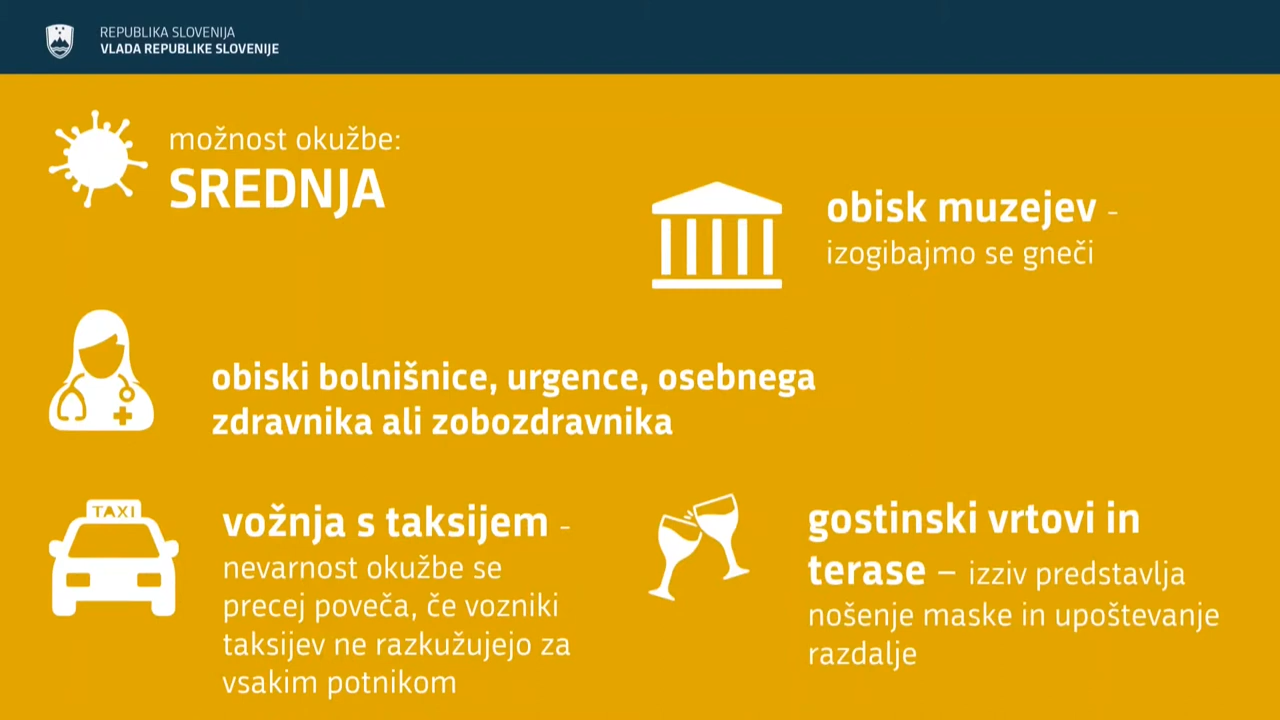 REPUBLIKA SLOVENIJA
VLADA REPUBLIKE SLOVENIJE
možnost okužbe:
SREDNJA
obisk muzejev -
izogibajmo se gneči
obiski bolnišnice, urgence, osebnega
zdravnika ali zobozdravnika
TAXI
vožnja s taksijem -
nevarnost okužbe se
precej poveča, če vozniki
taksijev ne razkužujejo za
vsakim potnikom
gostinski vrtovi in
terase – izziv predstavlja
nošenje maske in upoštevanje
razdalje